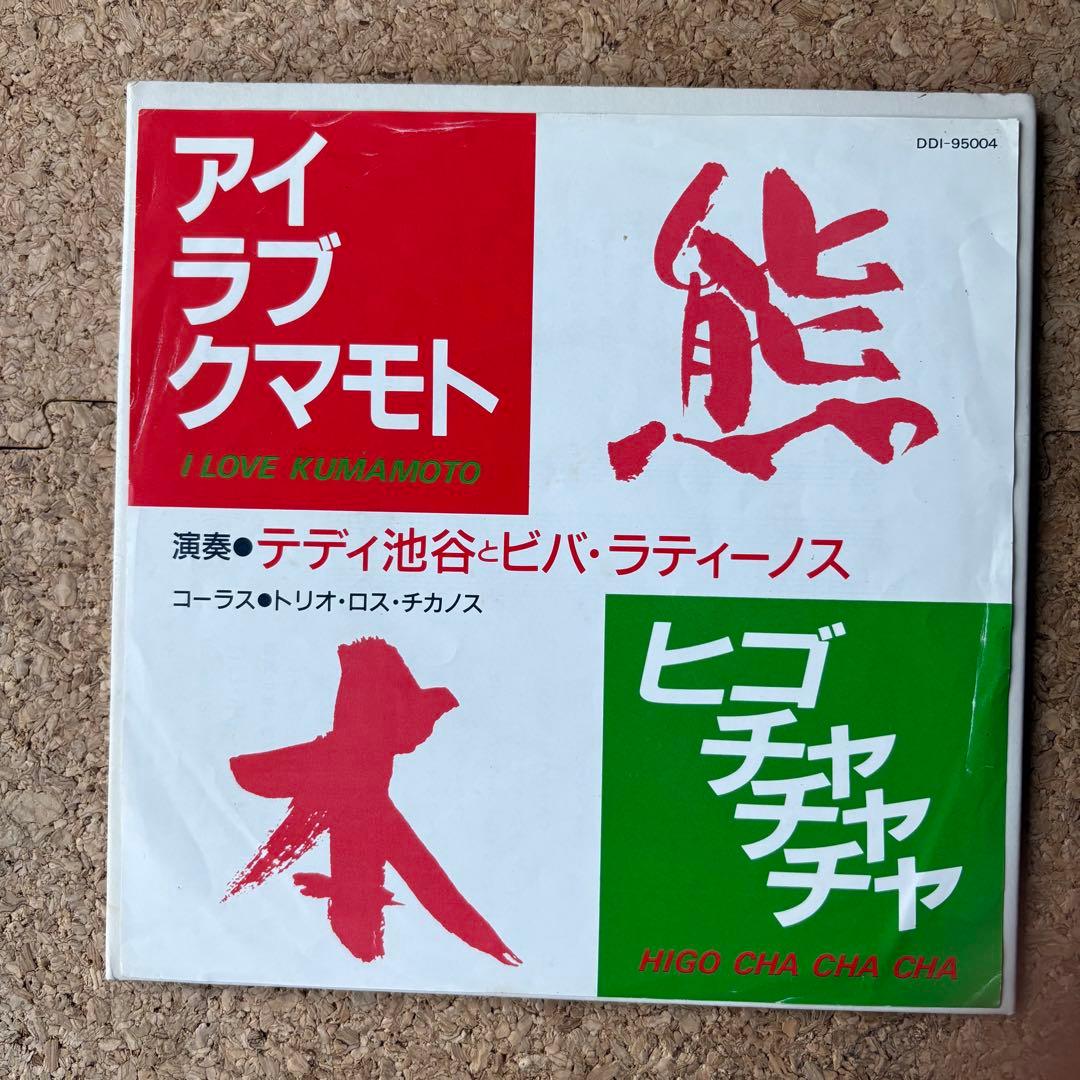 アイ
ラブ
クマモト
I LOVE KUMAMOTO
DDI-95004
熊
演奏●テディ池谷とビバ・ラティーノス
コーラス●トリオ・ロス・チカノス
本
ヒゴ
チャ
チャ
チャ
HIGO CHA CHA CHA